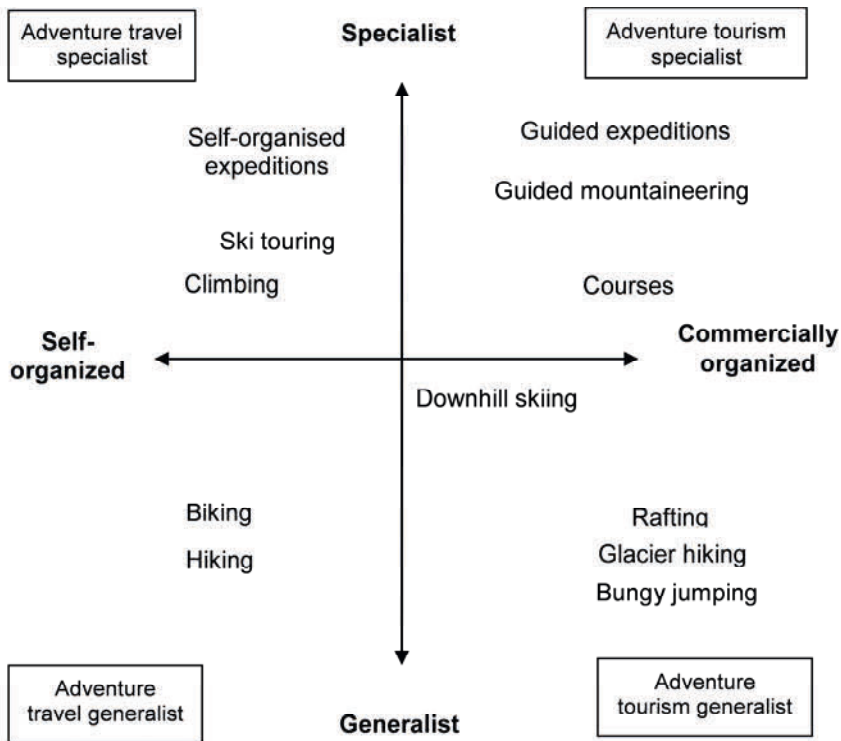 Adventure travel
specialist
Specialist
Adventure tourism
specialist
Self-organised
expeditions
Guided expeditions
Guided mountaineering
Ski touring
Climbing
Courses
Self-
organized
Commercially
organized
Downhill skiing
Biking
Hiking
Rafting
Glacier hiking
Bungy jumping
Adventure
travel generalist
Generalist
Adventure
tourism generalist